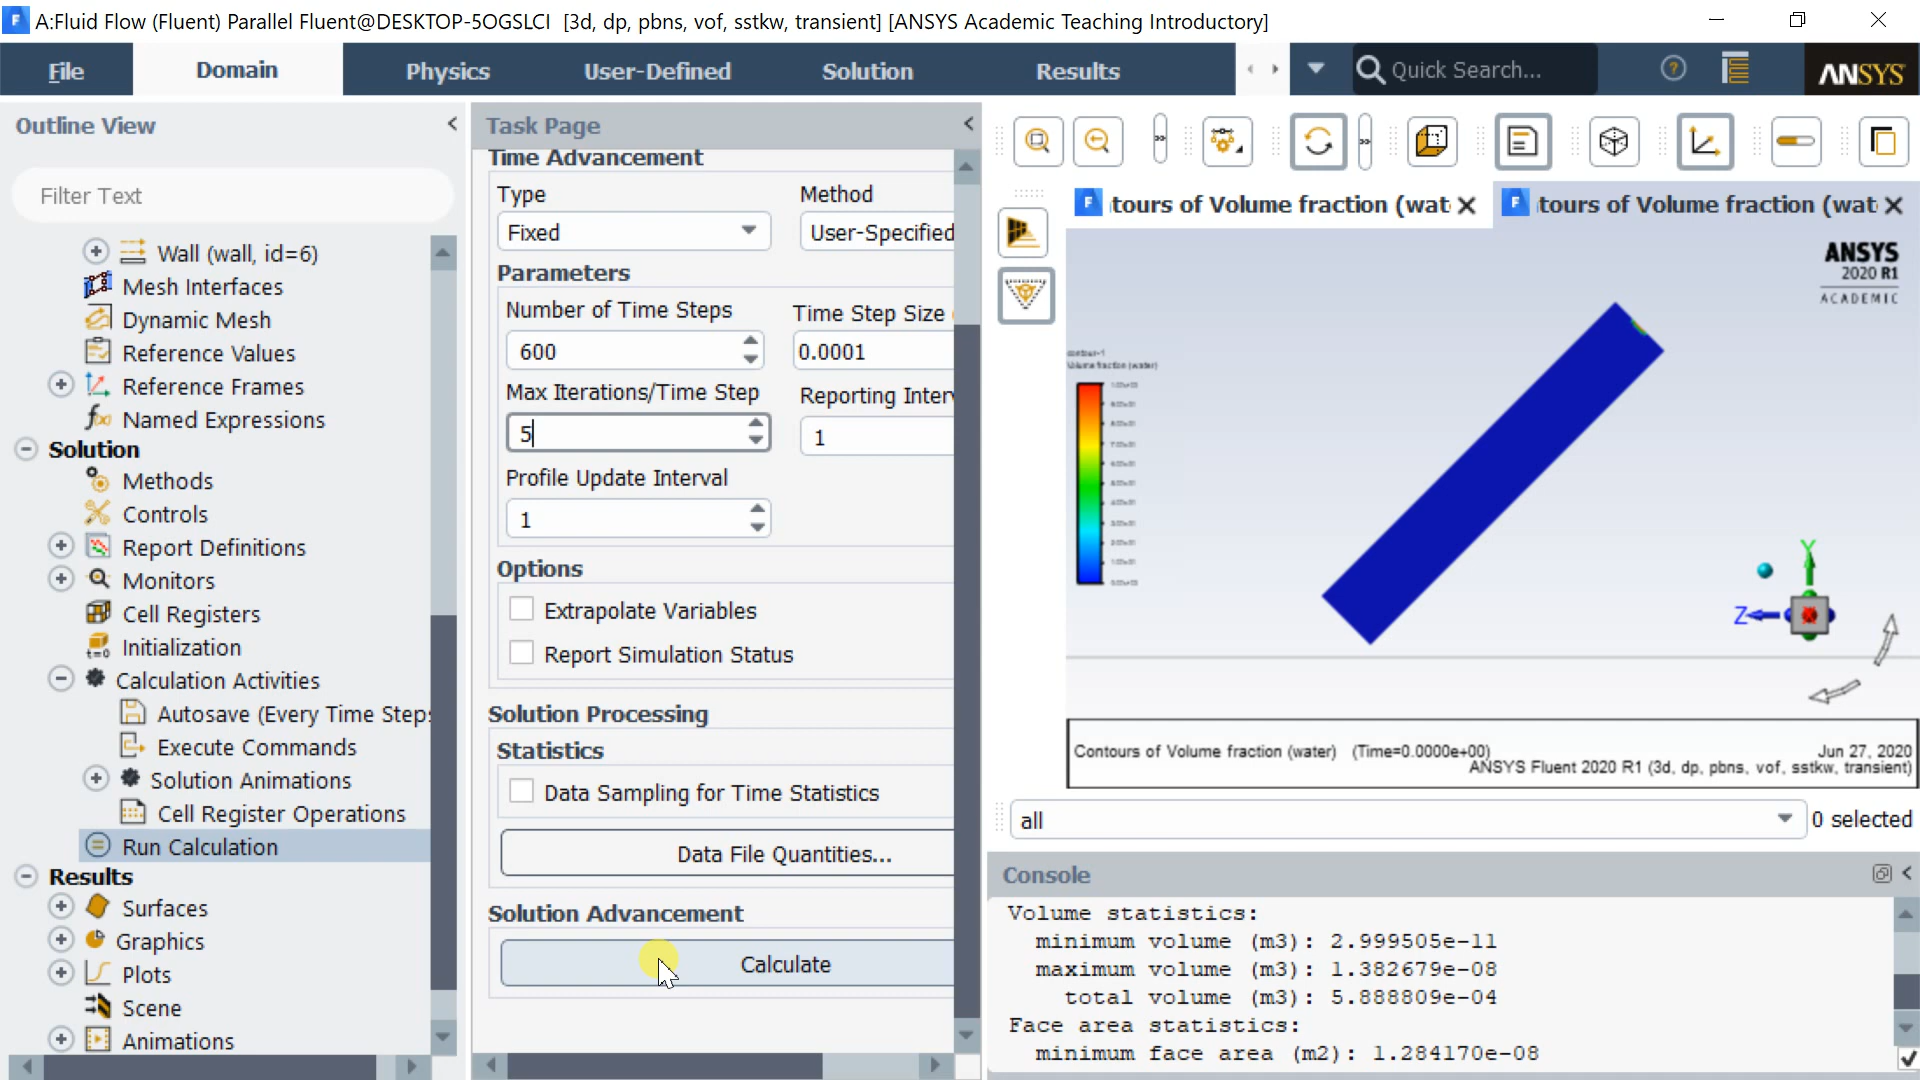 A:Fluid Flow (Fluent) Parallel Fluent@DESKTOP-5OGSLCI [3d, dp, pbns, vof, sstkw, transient] [ANSYS Academic Teaching Introductory]
File Domain Physics User-Defined Solution Results Quick Search... ANSYS
Outline View
Filter Text
Wall (wall, id=6)
Mesh Interfaces
Dynamic Mesh
Reference Values
Reference Frames
Named Expressions
Solution
Methods
Controls
Report Definitions
Monitors
Cell Registers
Initialization
Calculation Activities
Autosave (Every Time Step
Execute Commands
Solution Animations
Cell Register Operations
Run Calculation
Results
Surfaces
Graphics
Plots
Scene
Animations
Task Page
Time Advancement
Type Method
Fixed User-Specified
Parameters
Number of Time Steps Time Step Size
600 0.0001
Max Iterations/Time Step Reporting Inter
5 1
Profile Update Interval
1
Options
Extrapolate Variables
Report Simulation Status
Solution Processing
Statistics
Data Sampling for Time Statistics
Data File Quantities...
Solution Advancement
Calculate
tours of Volume fraction (wat
tours of Volume fraction (wat
ANSYS
2020 R1
ACADEMIC
contour-1
Volume fraction (water)
Y
Z
Contours of Volume fraction (water) (Time=0.0000e+00) Jun 27, 2020
ANSYS Fluent 2020 R1 (3d, dp, pbns, vof, sstkw, transient)
all 0 selected
Console
Volume statistics:
minimum volume (m3): 2.999505e-11
maximum volume (m3): 1.382679e-08
total volume (m3): 5.888809e-04
Face area statistics:
minimum face area (m2): 1.284170e-08